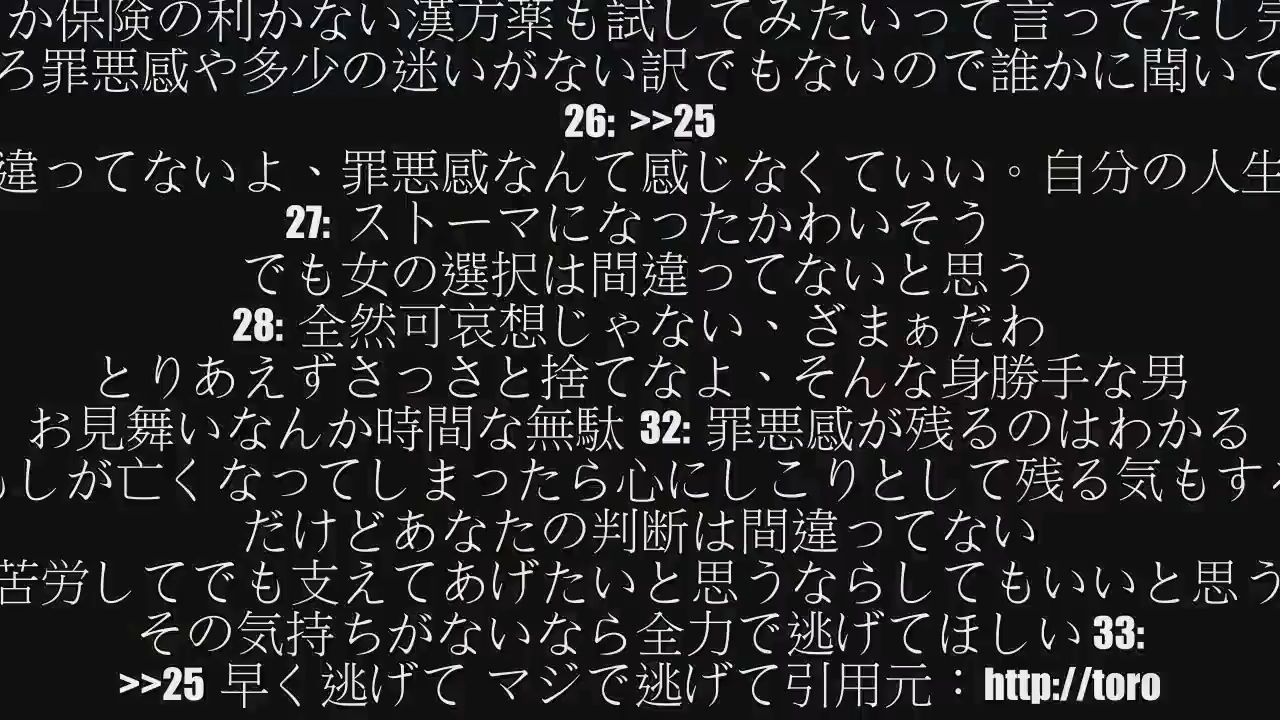 か保険の利かない漢方薬も試してみたいって言ってたし
ろ罪悪感や多少の迷いがない訳でもないので誰かに聞いて
26: >>25
違ってないよ、罪悪感なんて感じなくていい。自分の人生
27: ストーマになったかわいそう
でも女の選択は間違ってないと思う
28: 全然可哀想じゃない、ざまぁだわ
とりあえずさっさと捨てなよ、そんな身勝手な男
お見舞いなんか時間な無駄 32: 罪悪感が残るのはわかる
しが亡くなってしまったら心にしこりとして残る気もす
だけどあなたの判断は間違ってない
苦労してでも支えてあげたいと思うならしてもいいと思う
その気持ちがないなら全力で逃げてほしい 33:
>>25 早く逃げて マジで逃げて引用元：http://toro